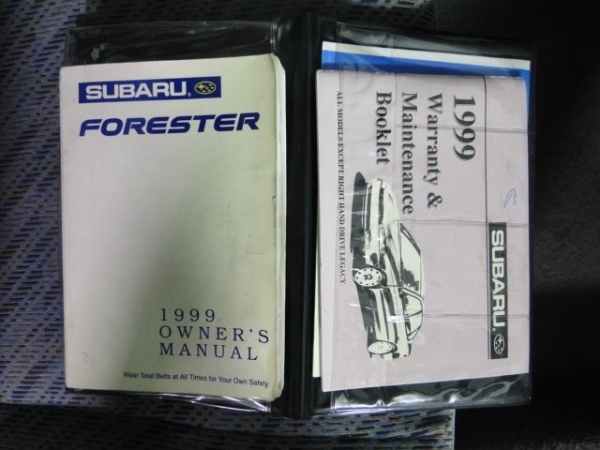 SUBARU
FORESTER
1999
OWNER'S
MANUAL
Wear Seat Belts at All Times for Your Own Safety.
1999
Warranty &
Maintenance
Booklet
ALL MODELS EXCEPT RIGHT HAND DRIVE LEGACY
SUBARU